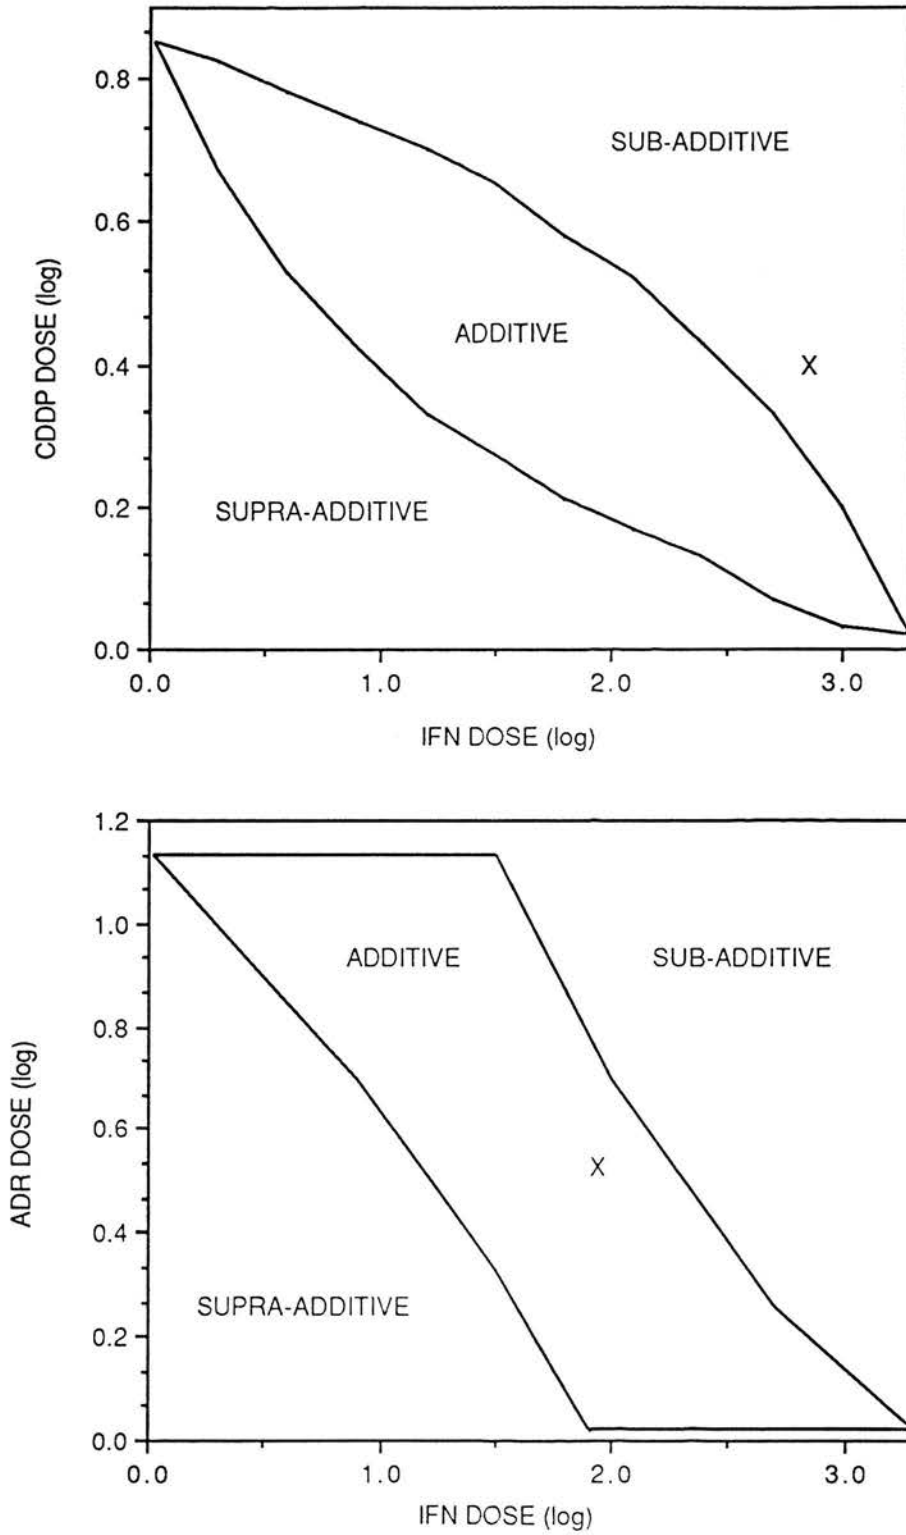 0.8
SUB-ADDITIVE
0.6
ADDITIVE
CDDP DOSE (log)
0.4
X
0.2
SUPRA-ADDITIVE
0.0
0.0 1.0 2.0 3.0
IFN DOSE (log)
1.2
1.0
ADDITIVE SUB-ADDITIVE
0.8
ADR DOSE (log)
0.6
X
0.4
SUPRA-ADDITIVE
0.2
0.0
0.0 1.0 2.0 3.0
IFN DOSE (log)